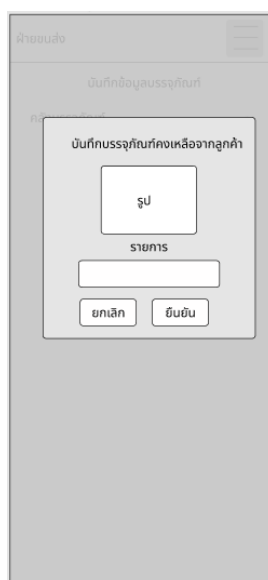 ฝ่ายขนส่ง
บันทึกข้อมูลบรรจุภัณฑ์
บันทึกบรรจุภัณฑ์คงเหลือจากลูกค้า
รูป
รายการ
ยกเลิก
ยืนยัน